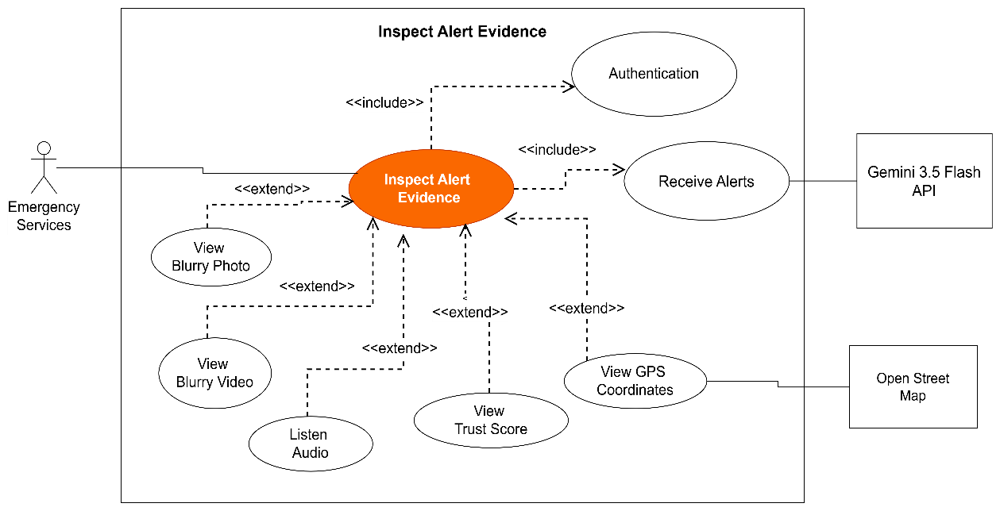 Inspect Alert Evidence
Authentication
<<include>>
<<include>>
Receive Alerts
Gemini 3.5 Flash
API
Emergency
Services
Inspect Alert
Evidence
<<extend>>
View
Blurry Photo
<<extend>>
<<extend>>
<<extend>>
<<extend>>
View
Blurry Video
View GPS
Coordinates
Open Street
Map
View
Trust Score
Listen
Audio